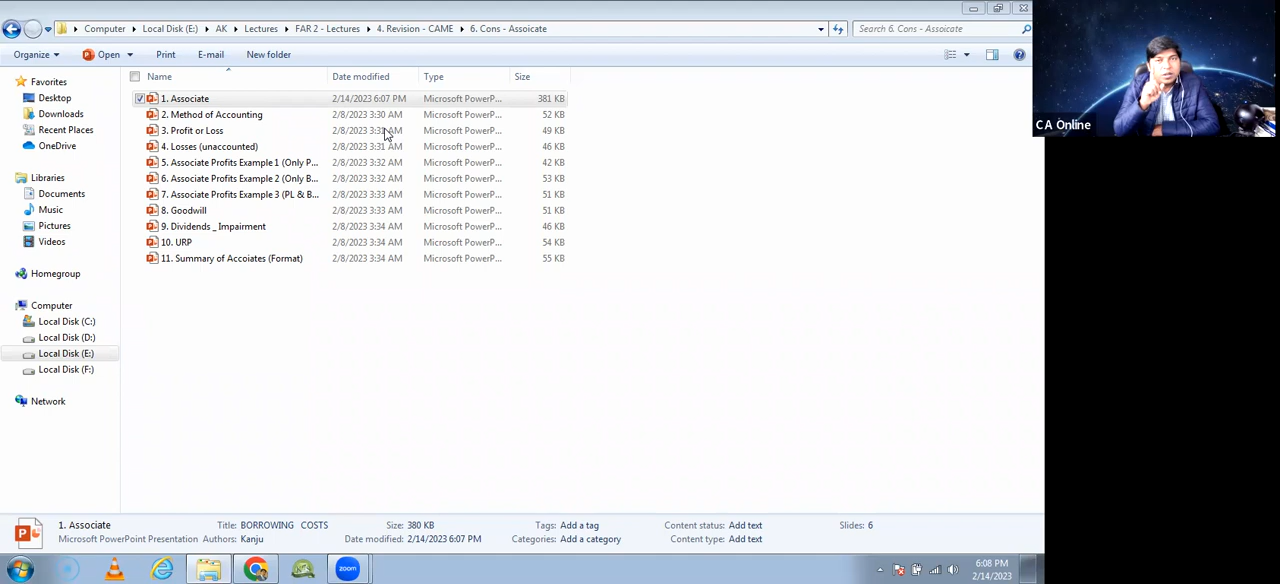 Computer ▸ Local Disk (E:) ▸ AK ▸ Lectures ▸ FAR 2 - Lectures ▸ 4. Revision - CAME ▸ 6. Cons - Assoicate
Search 6. Cons - Assoicate
Organize Open Print E-mail New folder
Favorites
Desktop
Downloads
Recent Places
OneDrive
Libraries
Documents
Music
Pictures
Videos
Homegroup
Computer
Local Disk (C:)
Local Disk (D:)
Local Disk (E:)
Local Disk (F:)
Network
Name Date modified Type Size
1. Associate 2/14/2023 6:07 PM Microsoft PowerP... 381 KB
2. Method of Accounting 2/8/2023 3:30 AM Microsoft PowerP... 52 KB
3. Profit or Loss 2/8/2023 3:31 AM Microsoft PowerP... 49 KB
4. Losses (unaccounted) 2/8/2023 3:31 AM Microsoft PowerP... 46 KB
5. Associate Profits Example 1 (Only P... 2/8/2023 3:32 AM Microsoft PowerP... 42 KB
6. Associate Profits Example 2 (Only B... 2/8/2023 3:32 AM Microsoft PowerP... 53 KB
7. Associate Profits Example 3 (PL & B... 2/8/2023 3:33 AM Microsoft PowerP... 51 KB
8. Goodwill 2/8/2023 3:33 AM Microsoft PowerP... 51 KB
9. Dividends _ Impairment 2/8/2023 3:34 AM Microsoft PowerP... 46 KB
10. URP 2/8/2023 3:34 AM Microsoft PowerP... 54 KB
11. Summary of Accoiates (Format) 2/8/2023 3:34 AM Microsoft PowerP... 55 KB
CA Online
1. Associate Title: BORROWING COSTS Size: 380 KB Tags: Add a tag Content status: Add text Slides: 6
Microsoft PowerPoint Presentation Authors: Kanju Date modified: 2/14/2023 6:07 PM Categories: Add a category Content type: Add text
zoom
6:08 PM
2/14/2023